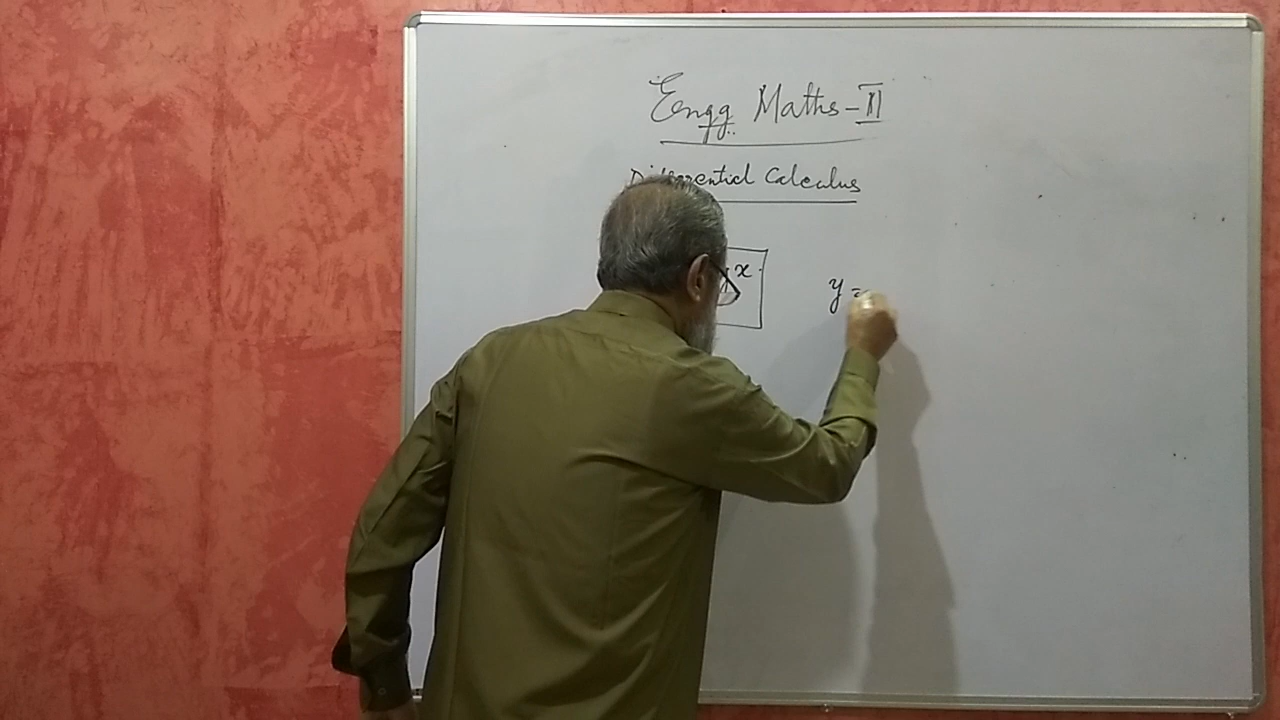 Engg Maths-II
Differential Calculus
x y =